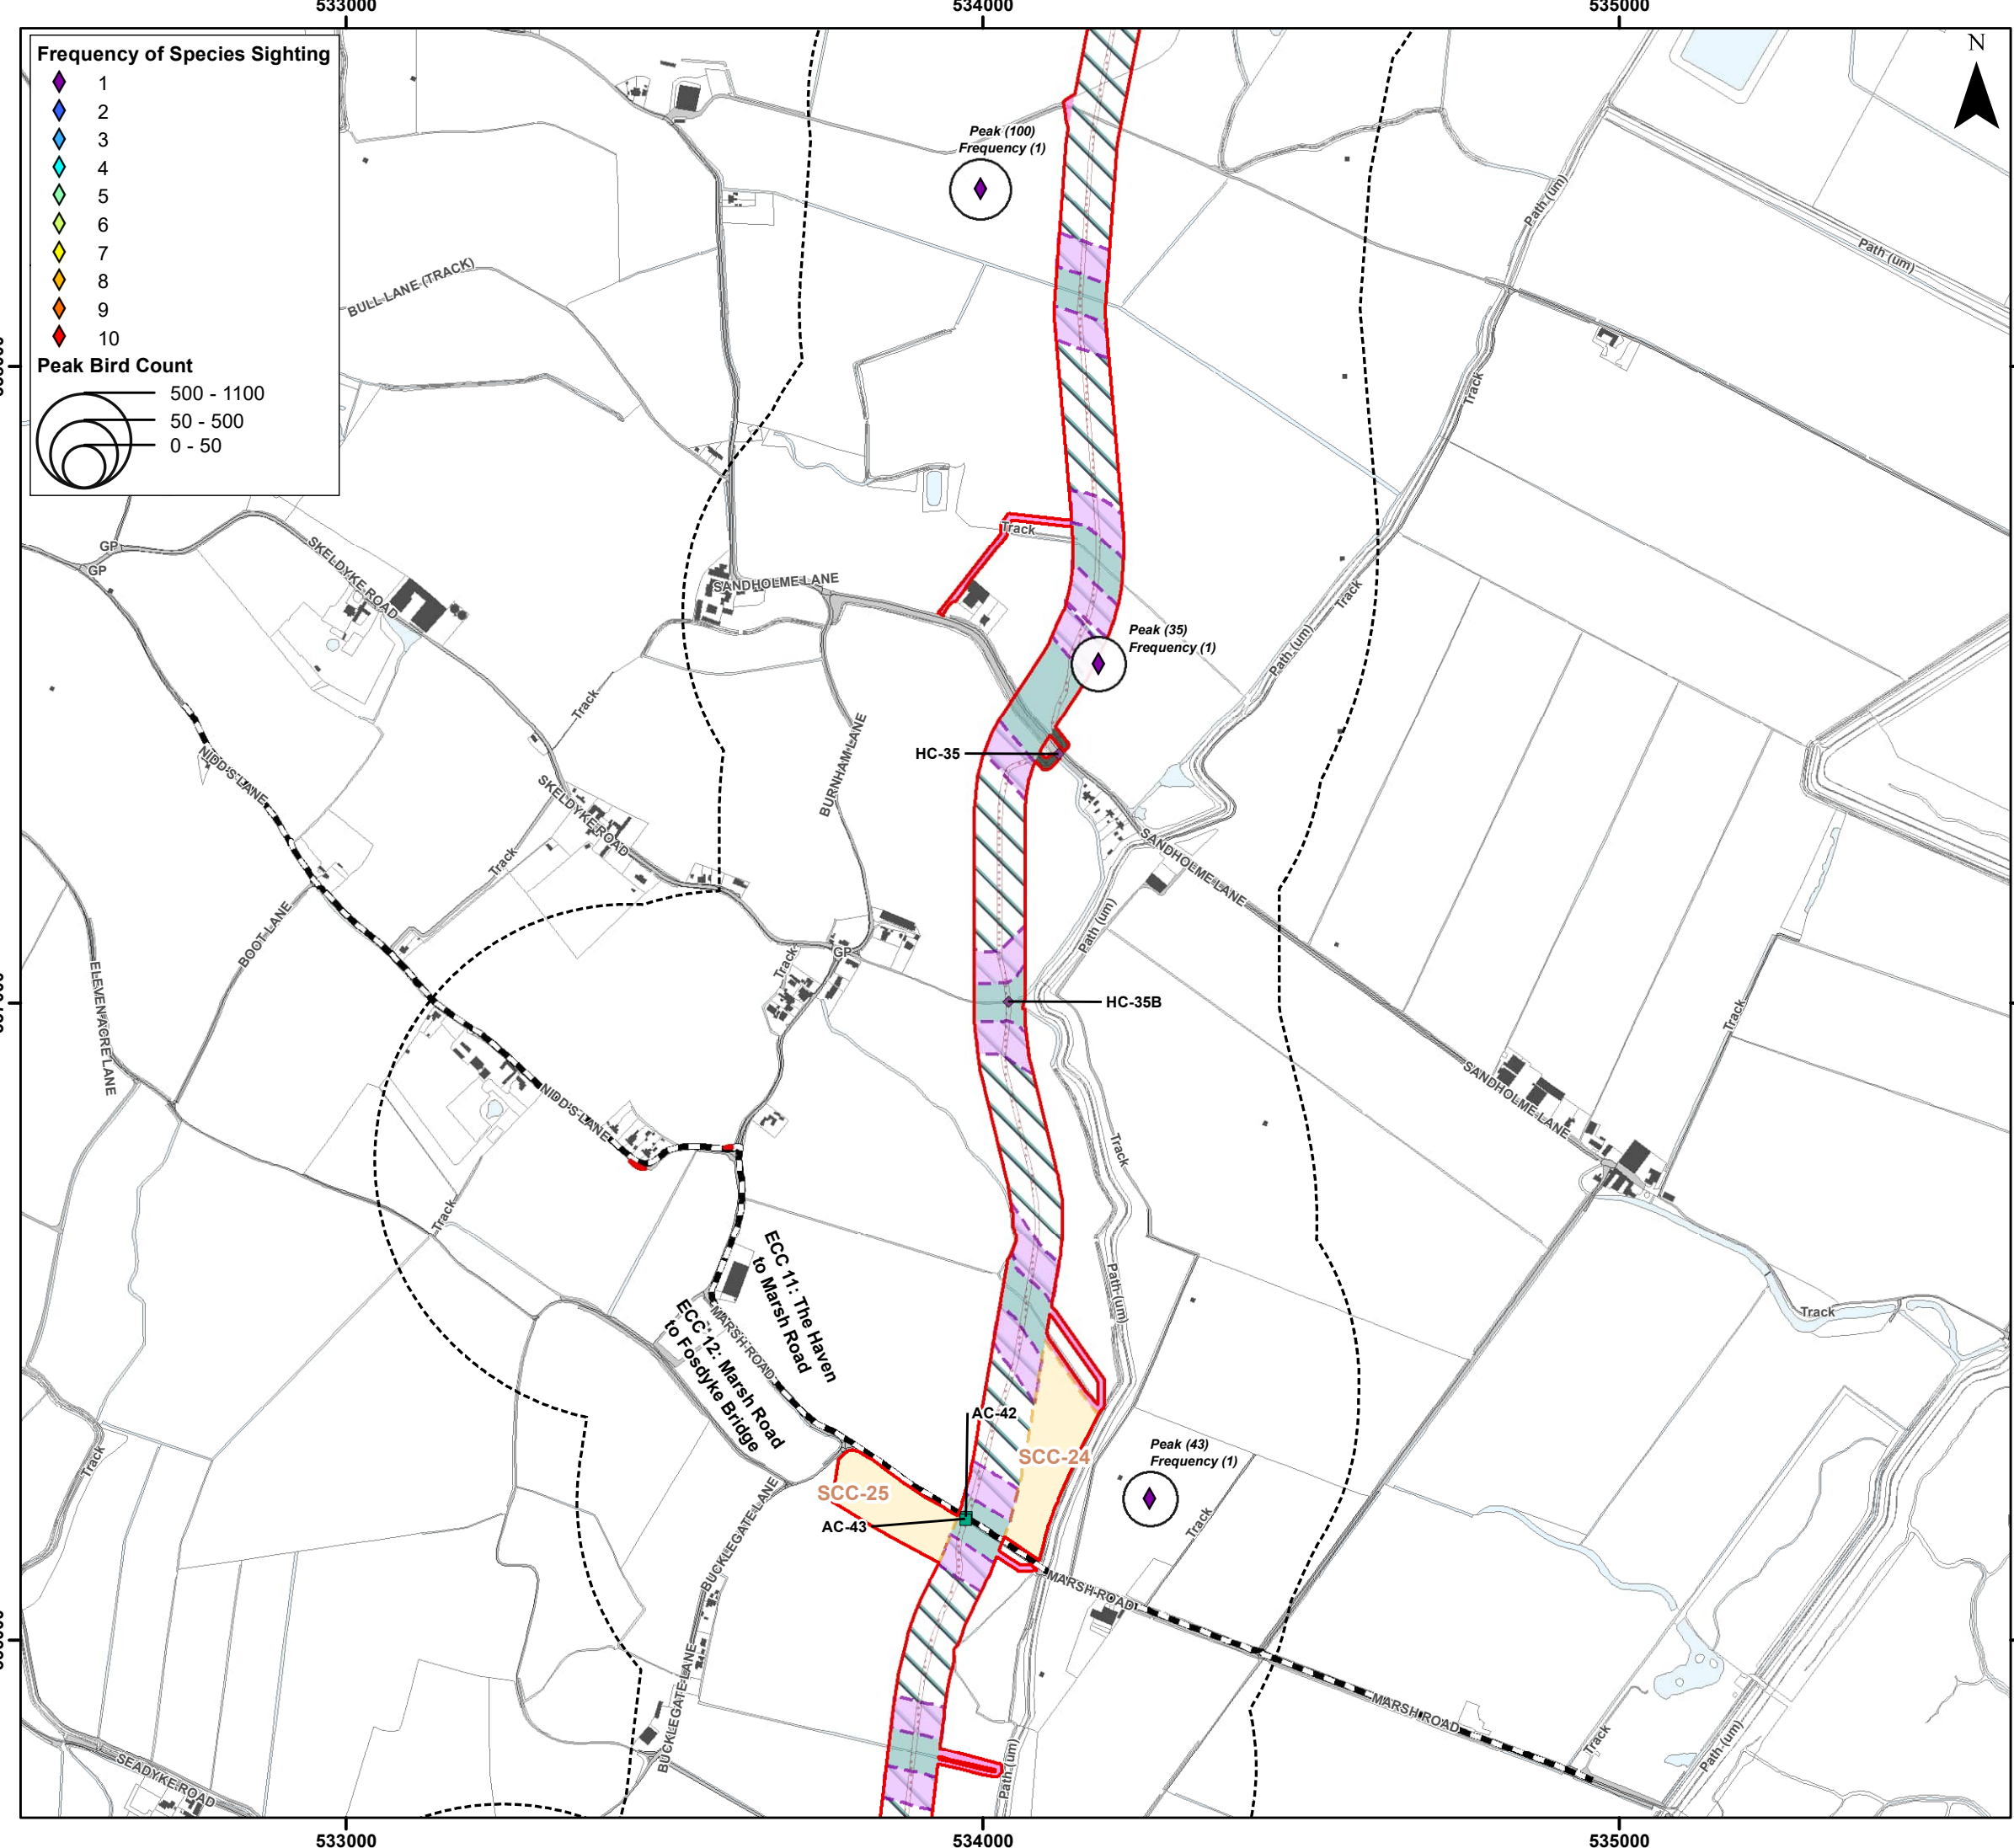 533000
534000
535000
Frequency of Species Sighting
1
2
3
4
5
6
7
8
9
10
Peak Bird Count
500 - 1100
50 - 500
0 - 50
N
Peak (100)
Frequency (1)
Path (um)
Path (um)
BULL LANE (TRACK)
Track
Track
GP
GP
SKELDYKE ROAD
SANDHOLME LANE
Track
Peak (35)
Frequency (1)
Path (um)
Track
BURNHAM LANE
HC-35
NIDD'S LANE
SKELDYKE ROAD
SANDHOLME LANE
Track
BOOT LANE
Path (um)
GP
Track
ELEVEN ACRE LANE
HC-35B
Track
SANDHOLME LANE
NIDD'S LANE
Track
Track
ECC 11: The Haven
to Marsh Road
Path (um)
Track
MARSH ROAD
ECC 12: Marsh Road
to Fosdyke Bridge
AC-42
SCC-24
Peak (43)
Frequency (1)
Track
SCC-25
AC-43
Track
BUCKLEGATE LANE
MARSH ROAD
BUCKLEGATE LANE
MARSH ROAD
Track
Path (um)
Path (um)
SEADYKE ROAD
533000
534000
535000